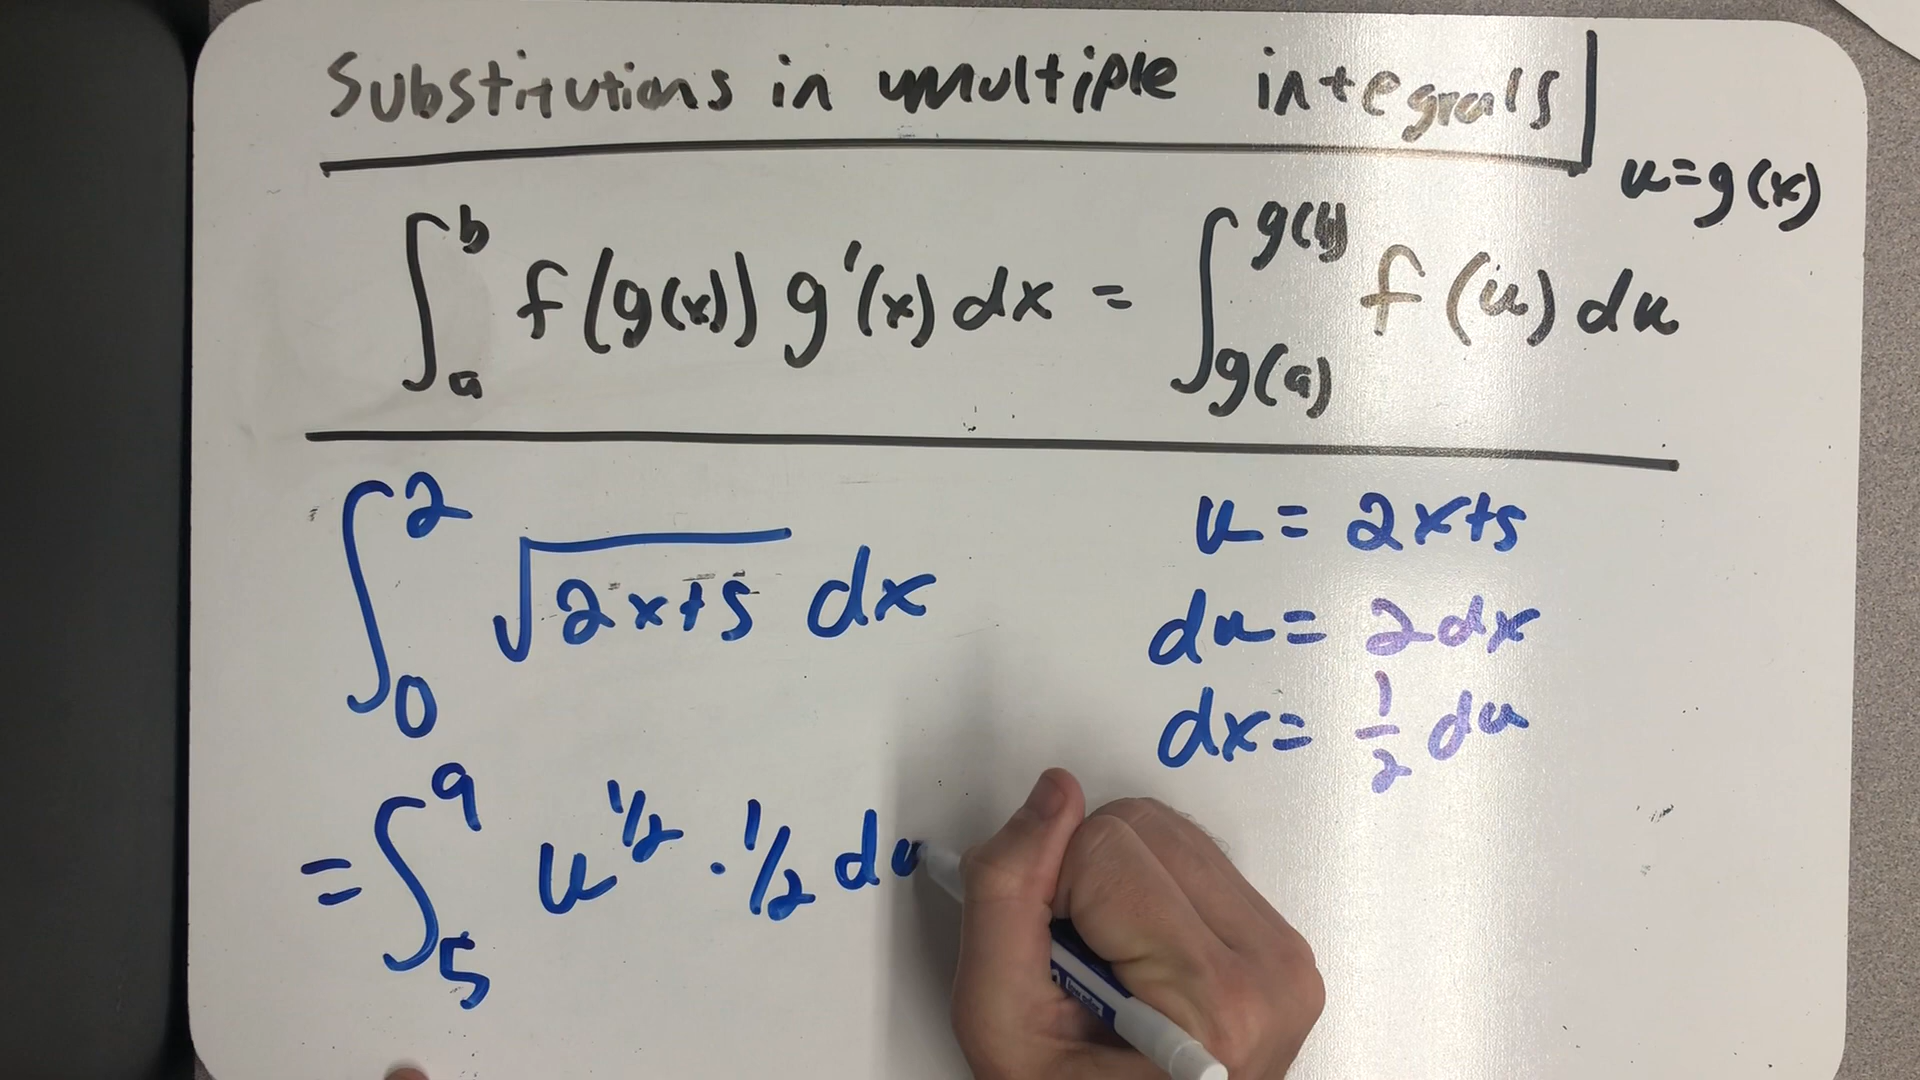 Substitutions in multiple integrals
u=g(x)
∫_a^b f(g(x)) g'(x) dx = ∫_{g(a)}^{g(b)} f(u) du
∫_0^2 √(2x+5) dx
u = 2x+5
du = 2dx
dx = 1/2 du
= ∫_5^9 u^{1/2} · 1/2 du